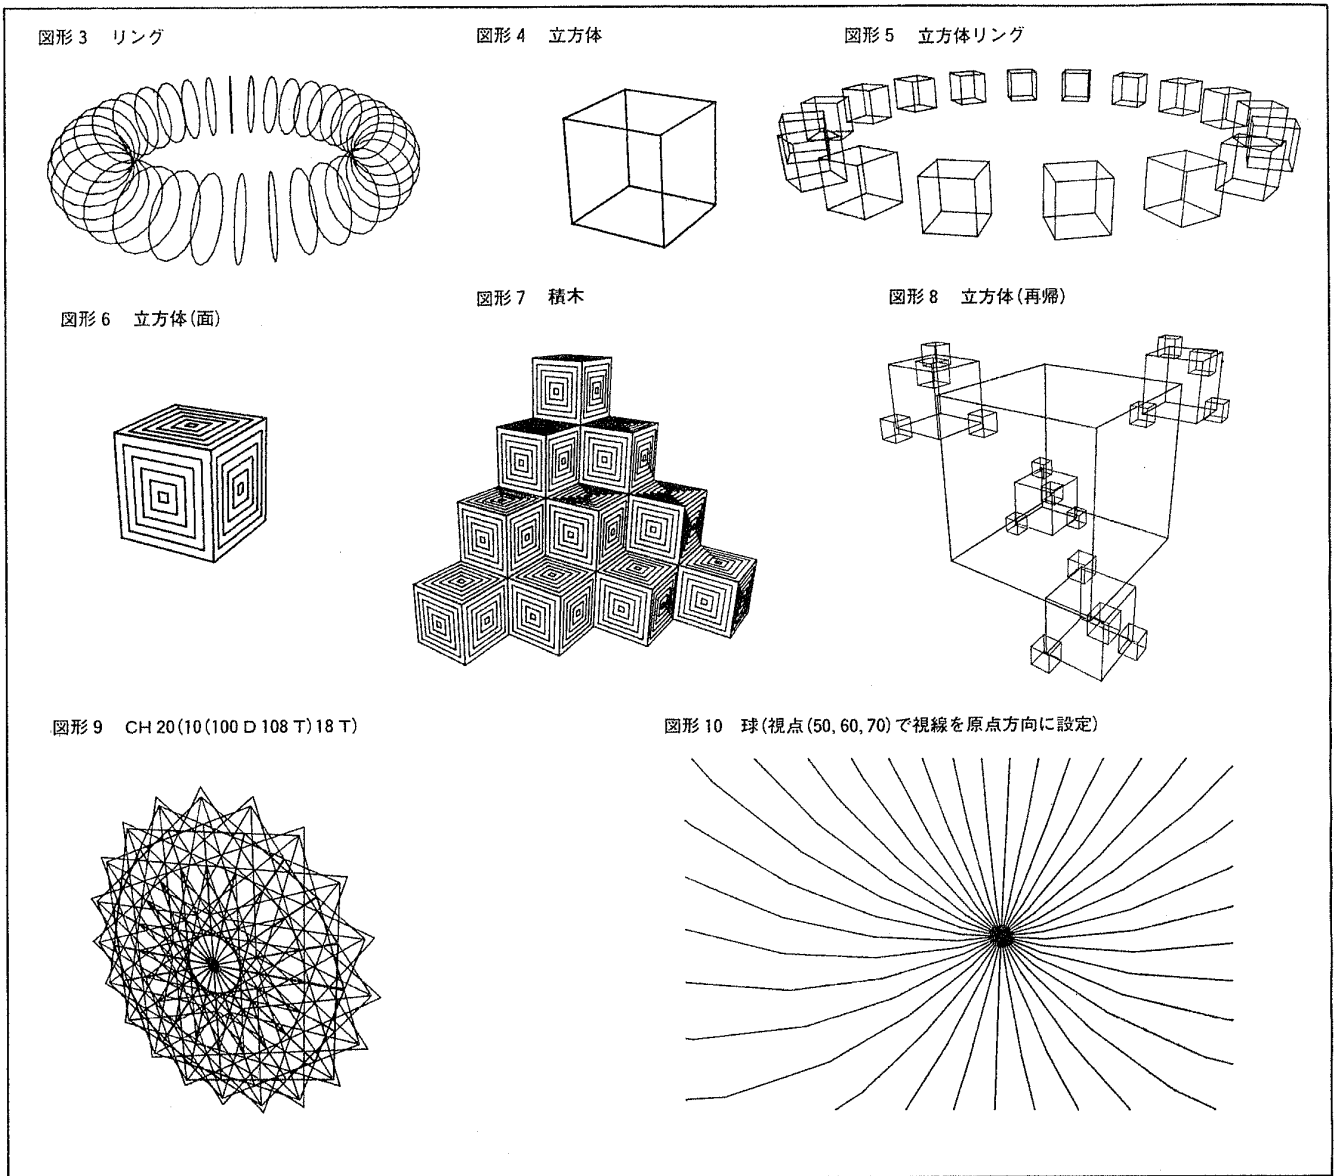 図形3 リング
図形4 立方体
図形5 立方体リング
図形6 立方体(面)
図形7 積木
図形8 立方体(再帰)
図形9 CH 20(10(100 D 108 T)18 T)
図形10 球(視点(50, 60, 70)で視線を原点方向に設定)